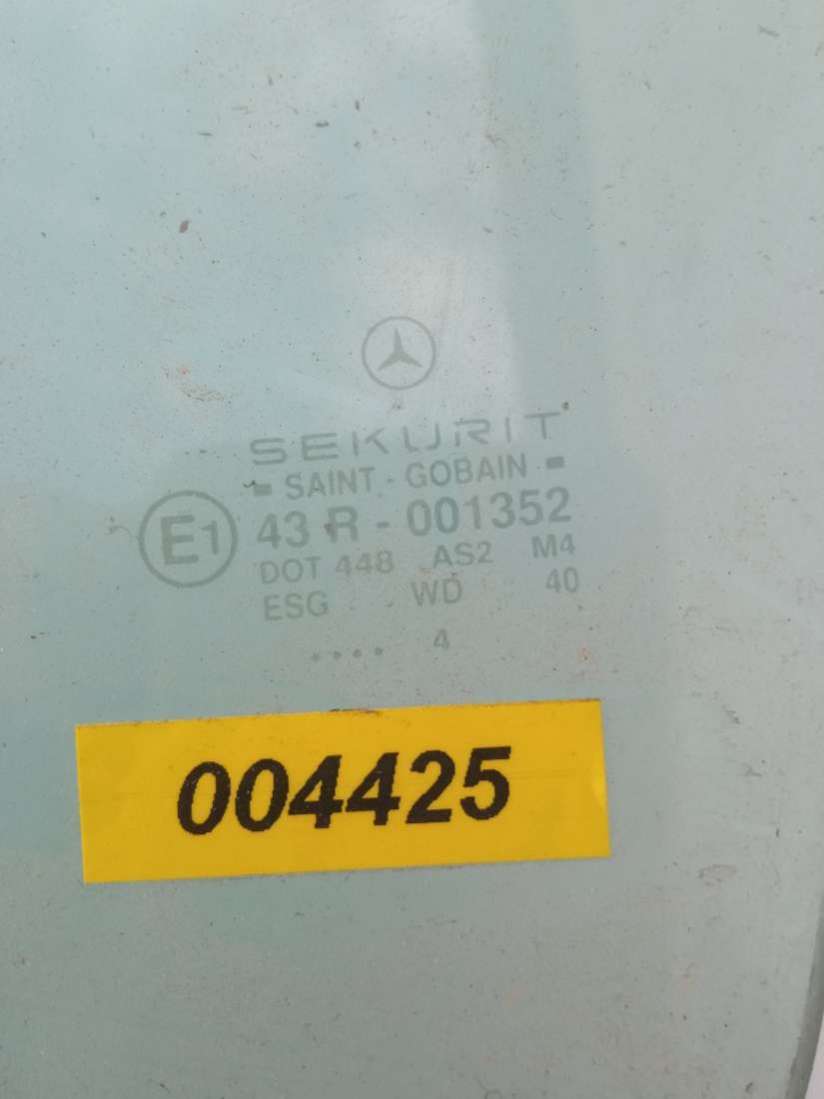 SEKURIT
SAINT - GOBAIN
E1 43 R - 001352
DOT 448 AS2 M4
ESG WD 40
.... 4
004425